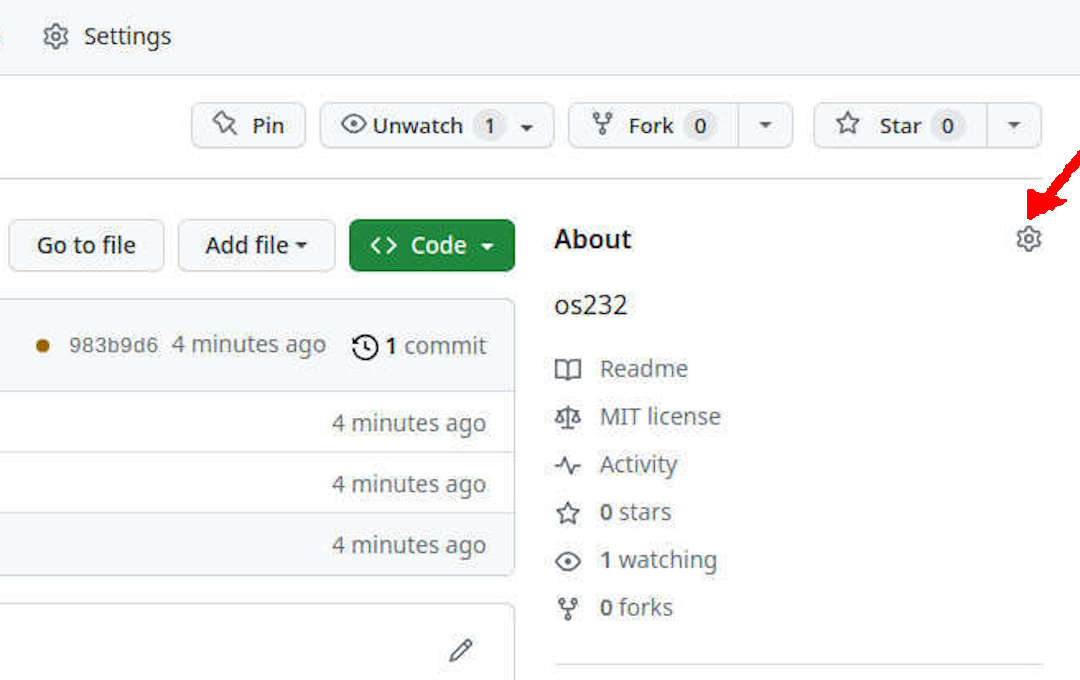 Settings
Pin
Unwatch 1
Fork 0
Star 0
Go to file
Add file
Code
983b9d6 4 minutes ago 1 commit
4 minutes ago
4 minutes ago
4 minutes ago
About
os232
Readme
MIT license
Activity
0 stars
1 watching
0 forks